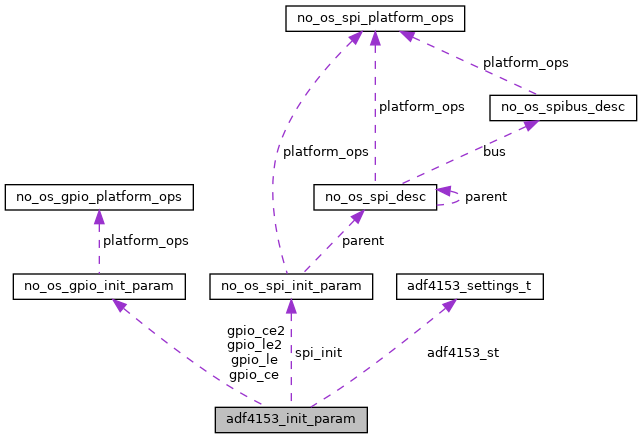 no_os_spi_platform_ops
platform_ops
no_os_spibus_desc
platform_ops
platform_ops
bus
no_os_gpio_platform_ops
no_os_spi_desc
parent
platform_ops
parent
no_os_gpio_init_param
no_os_spi_init_param
adf4153_settings_t
gpio_ce2
gpio_le2
gpio_le
gpio_ce
spi_init
adf4153_st
adf4153_init_param